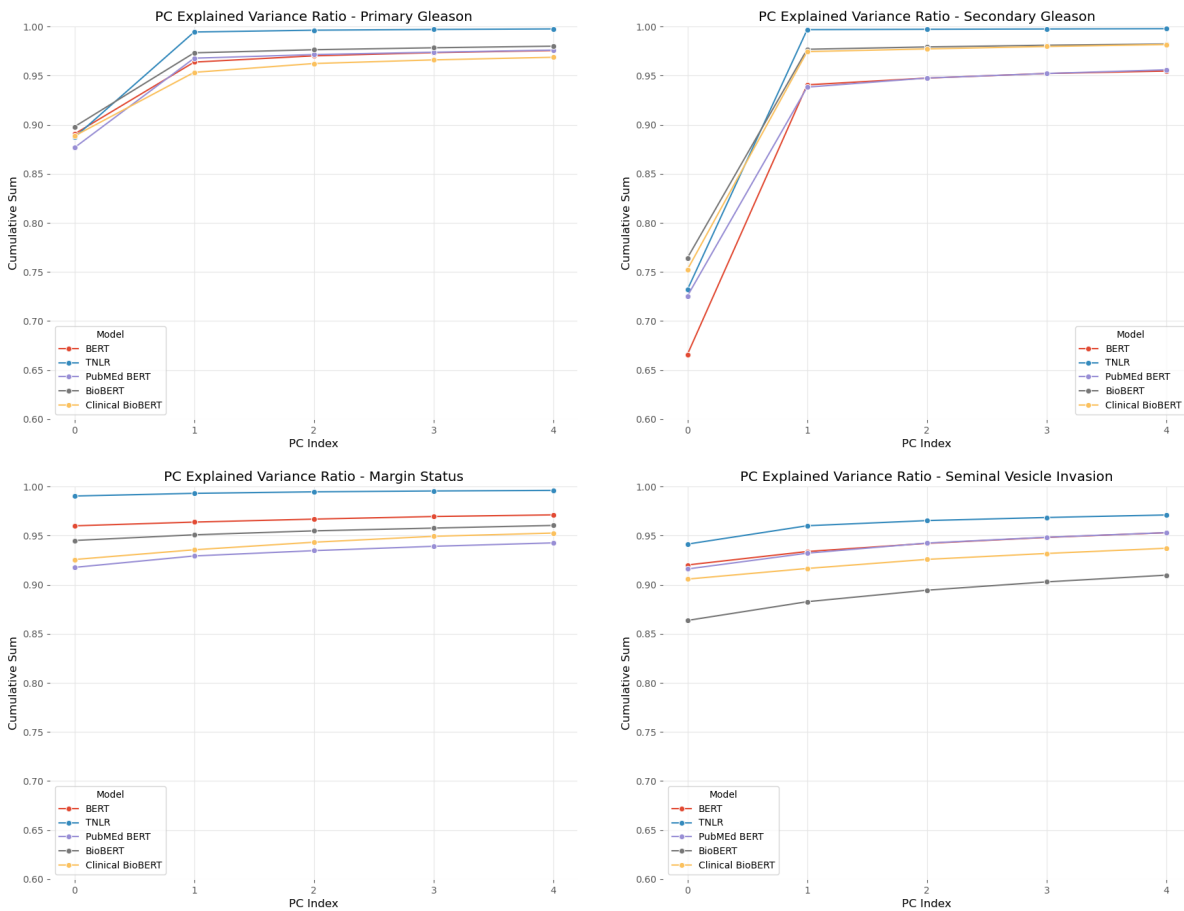 PC Explained Variance Ratio - Primary Gleason
1.00
0.95
0.90
0.85
0.80
0.75
0.70
0.65
0.60
Cumulative Sum
Model
BERT
TNLR
PubMEd BERT
BioBERT
Clinical BioBERT
0 1 2 3 4
PC Index
PC Explained Variance Ratio - Secondary Gleason
1.00
0.95
0.90
0.85
0.80
0.75
0.70
0.65
0.60
Cumulative Sum
Model
BERT
TNLR
PubMEd BERT
BioBERT
Clinical BioBERT
0 1 2 3 4
PC Index
PC Explained Variance Ratio - Margin Status
1.00
0.95
0.90
0.85
0.80
0.75
0.70
0.65
0.60
Cumulative Sum
Model
BERT
TNLR
PubMEd BERT
BioBERT
Clinical BioBERT
0 1 2 3 4
PC Index
PC Explained Variance Ratio - Seminal Vesicle Invasion
1.00
0.95
0.90
0.85
0.80
0.75
0.70
0.65
0.60
Cumulative Sum
Model
BERT
TNLR
PubMEd BERT
BioBERT
Clinical BioBERT
0 1 2 3 4
PC Index